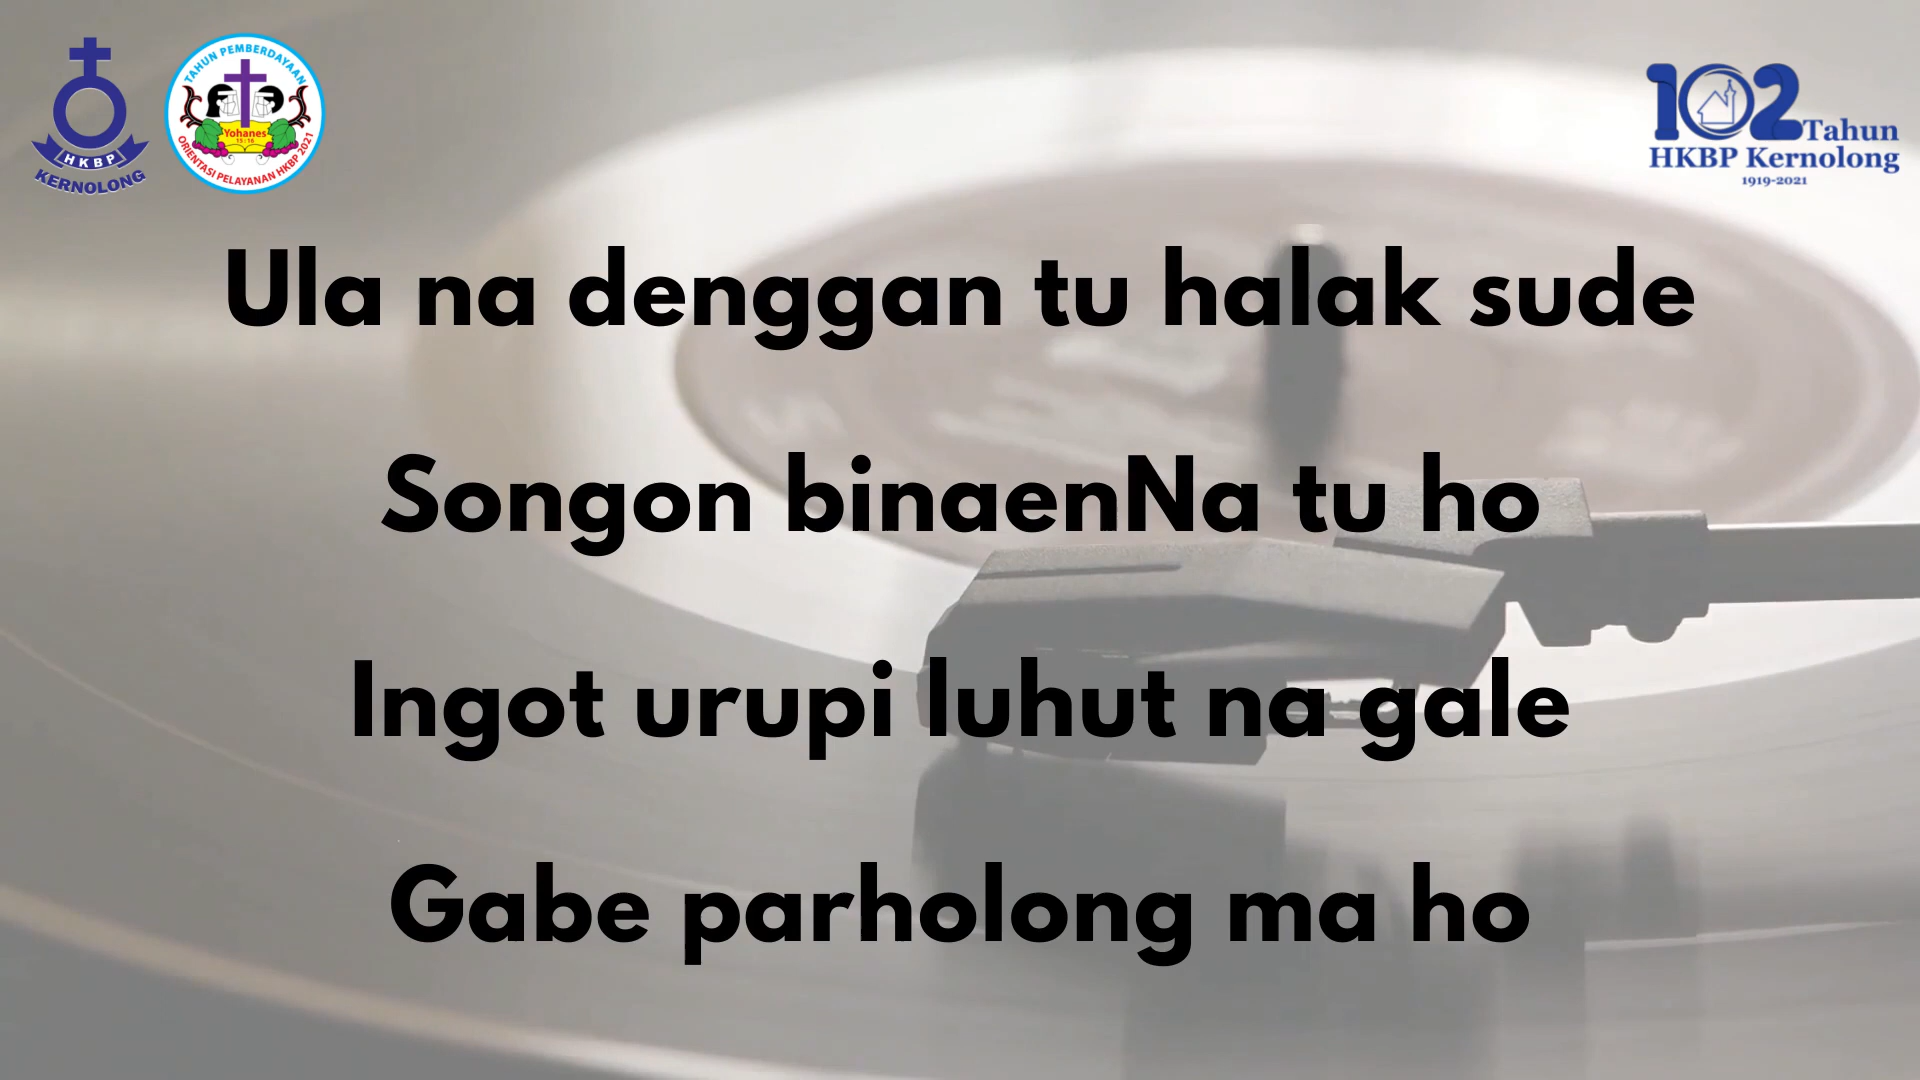 HKBP
KERNOLONG
TAHUN PEMBERDAYAAN
Yohanes
15:16
ORIENTASI PELAYANAN HKBP 2021
102 Tahun
HKBP Kernolong
1919-2021
Ula na denggan tu halak sude
Songon binaenNa tu ho
Ingot urupi luhut na gale
Gabe parholong ma ho